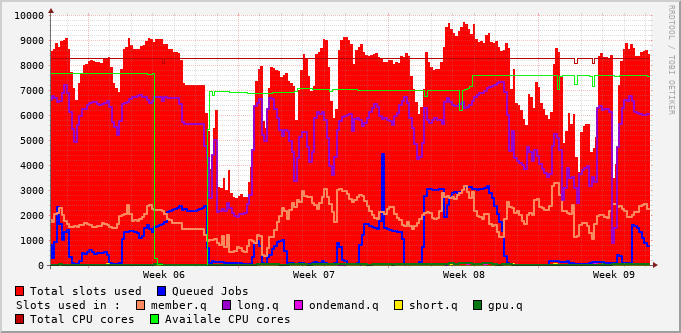 10000
9000
8000
7000
6000
5000
4000
3000
2000
1000
0
Week 06 Week 07 Week 08 Week 09
RRDTOOL / TOBI OETIKER
Total slots used Queued Jobs
Slots used in : member.q long.q ondemand.q short.q gpu.q
Total CPU cores Availale CPU cores